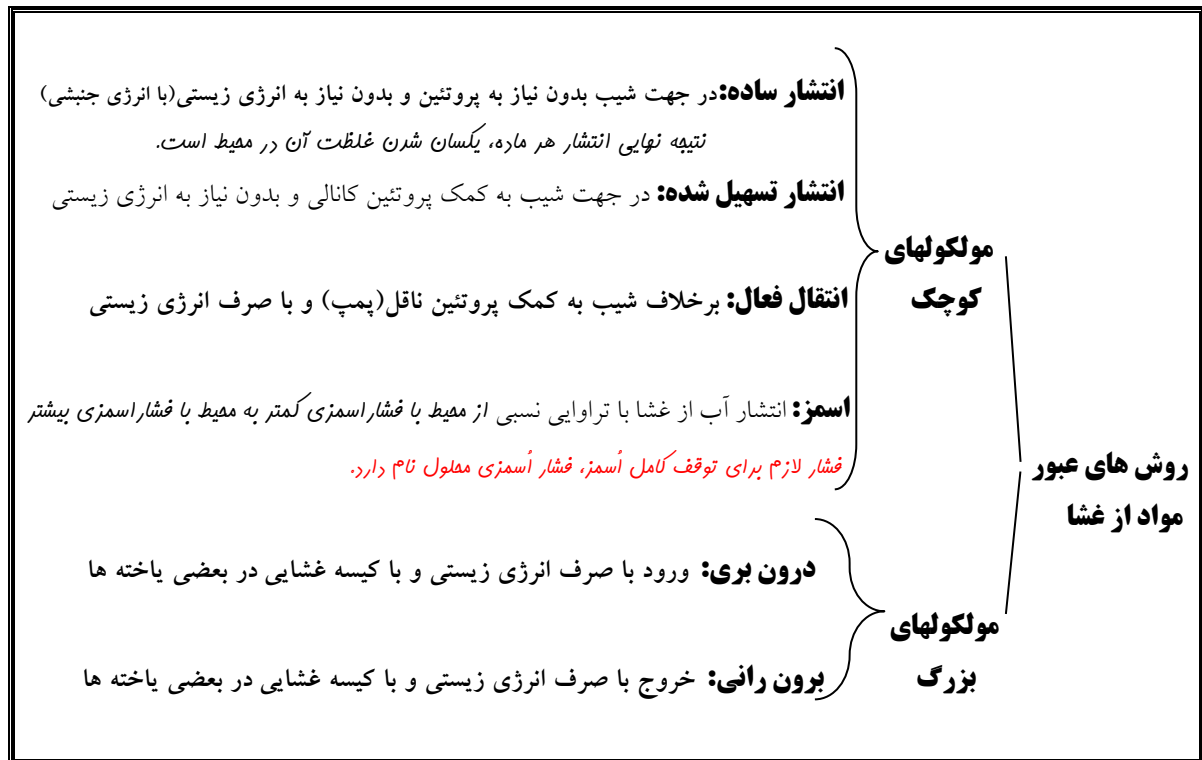 روش های عبور
مواد از غشا
مولکولهای
کوچک
انتشار ساده:در جهت شیب بدون نیاز به پروتئین و بدون نیاز به انرژی زیستی(با انرژی جنبشی)
نتیجه نهایی انتشار هر ماده، یکسان شدن غلظت آن در محیط است.
انتشار تسهیل شده: در جهت شیب به کمک پروتئین کانالی و بدون نیاز به انرژی زیستی
انتقال فعال: برخلاف شیب به کمک پروتئین ناقل(پمپ) و با صرف انرژی زیستی
اسمز: انتشار آب از غشا با تراوایی نسبی از محیط با فشار اسمزی کمتر به محیط با فشار اسمزی بیشتر
فشار لازم برای توقف کامل اُسمز، فشار اُسمزی محلول نام دارد.
مولکولهای
بزرگ
درون بری: ورود با صرف انرژی زیستی و با کیسه غشایی در بعضی یاخته ها
برون رانی: خروج با صرف انرژی زیستی و با کیسه غشایی در بعضی یاخته ها